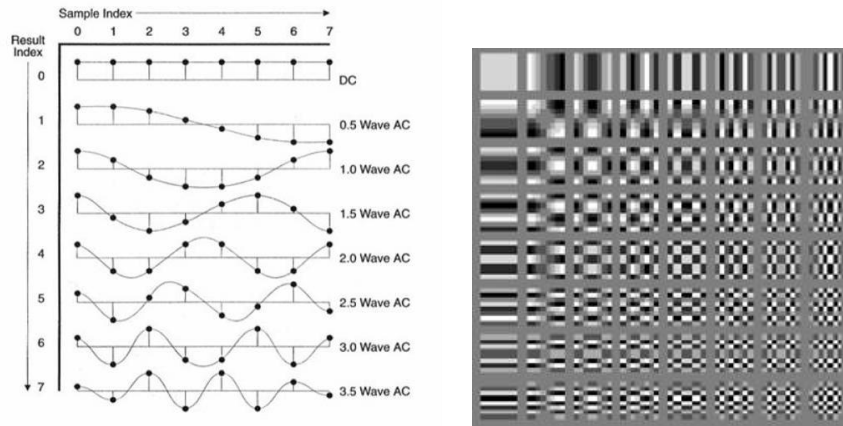 Sample Index
0 1 2 3 4 5 6 7
Result
Index
0
DC
1
0.5 Wave AC
2
1.0 Wave AC
3
1.5 Wave AC
4
2.0 Wave AC
5
2.5 Wave AC
6
3.0 Wave AC
7
3.5 Wave AC